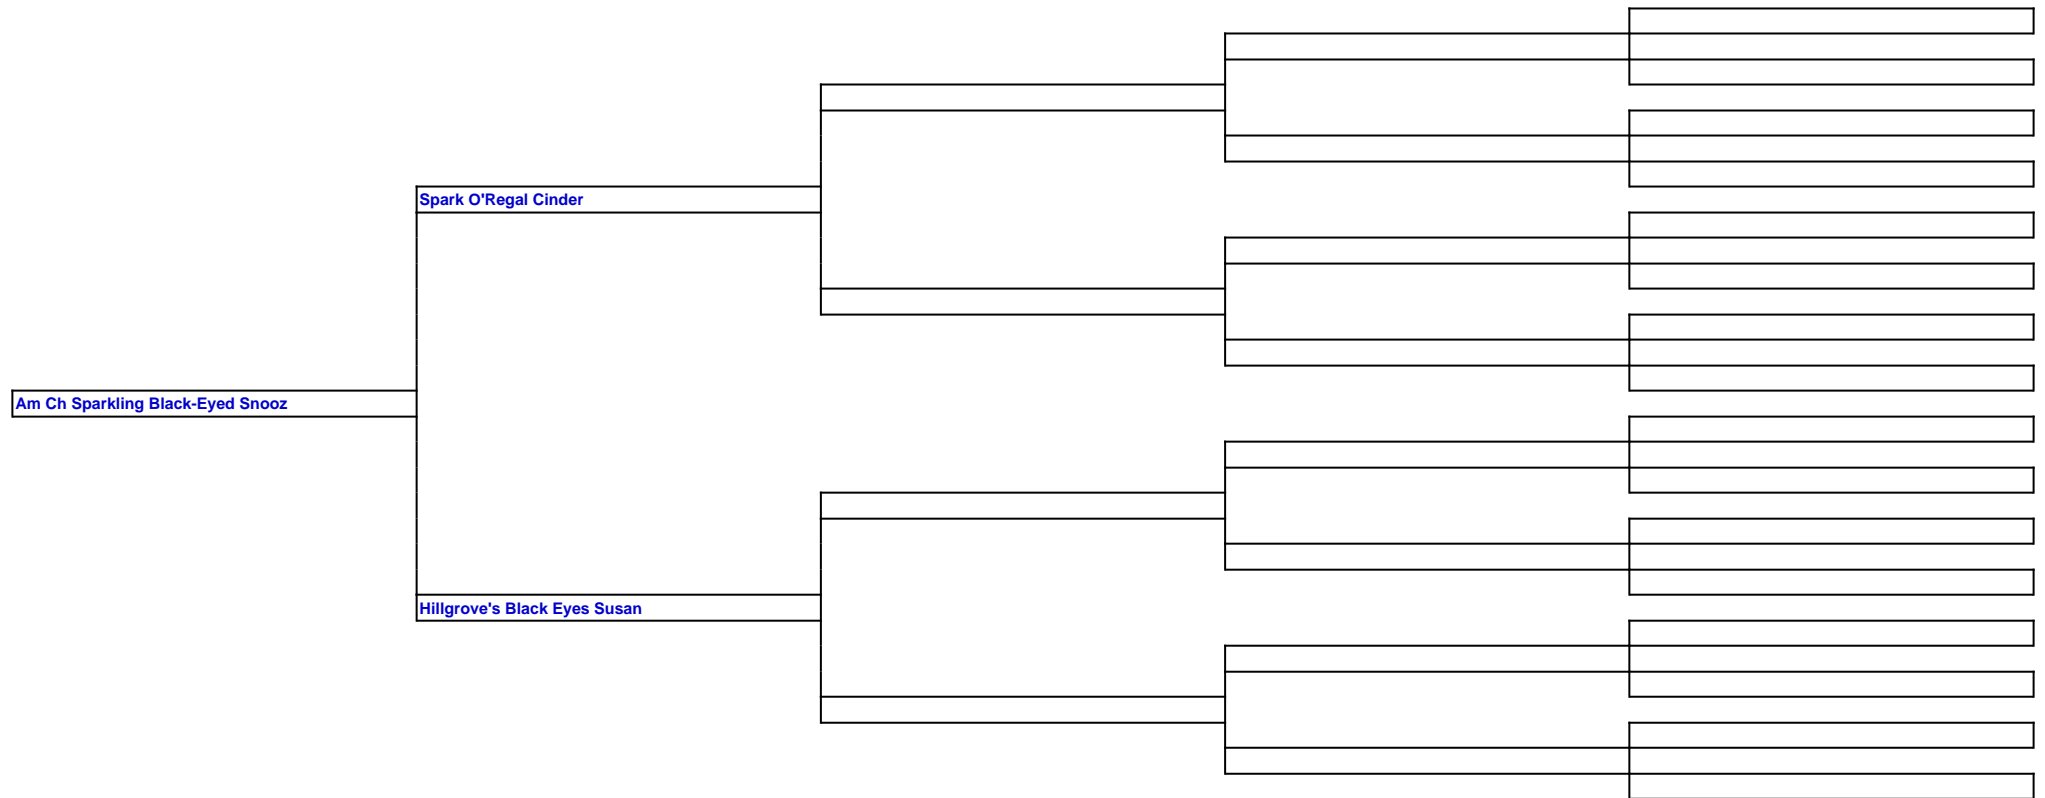 Spark O'Regal Cinder
Am Ch Sparkling Black-Eyed Snooz
Hillgrove's Black Eyes Susan